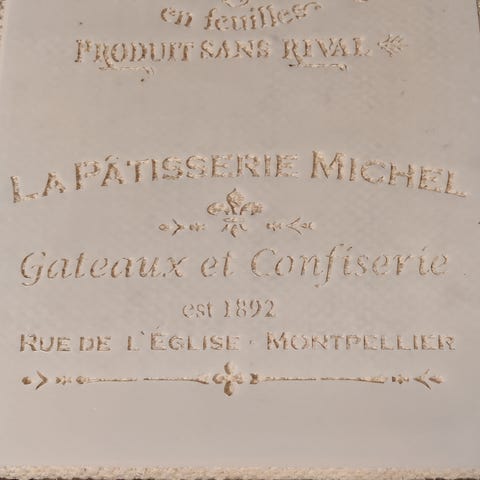 en feuilles
PRODUIT SANS RIVAL
LA PÂTISSERIE MICHEL
Gateaux et Confiserie
est 1892
RUE DE L'ÉGLISE · MONTPELLIER